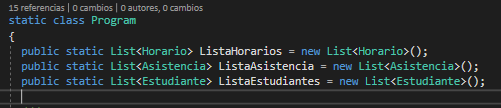 15 referencias | 0 cambios | 0 autores, 0 cambios
static class Program
{
public static List<Horario> ListaHorarios = new List<Horario>();
public static List<Asistencia> ListaAsistencia = new List<Asistencia>();
public static List<Estudiante> ListaEstudiantes = new List<Estudiante>();